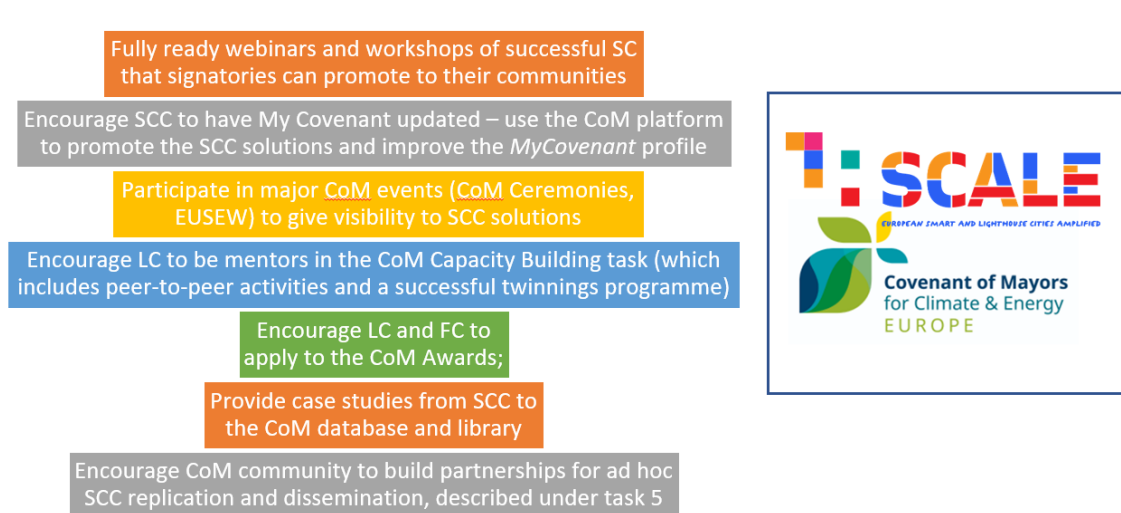 Fully ready webinars and workshops of successful SC
that signatories can promote to their communities
Encourage SCC to have My Covenant updated – use the CoM platform
to promote the SCC solutions and improve the MyCovenant profile
Participate in major CoM events (CoM Ceremonies,
EUSEW) to give visibility to SCC solutions
Encourage LC to be mentors in the CoM Capacity Building task (which
includes peer-to-peer activities and a successful twinnings programme)
Encourage LC and FC to
apply to the CoM Awards;
Provide case studies from SCC to
the CoM database and library
Encourage CoM community to build partnerships for ad hoc
SCC replication and dissemination, described under task 5
SCALE
EUROPEAN SMART AND LIGHTHOUSE CITIES AMPLIFIED
Covenant of Mayors
for Climate & Energy
EUROPE